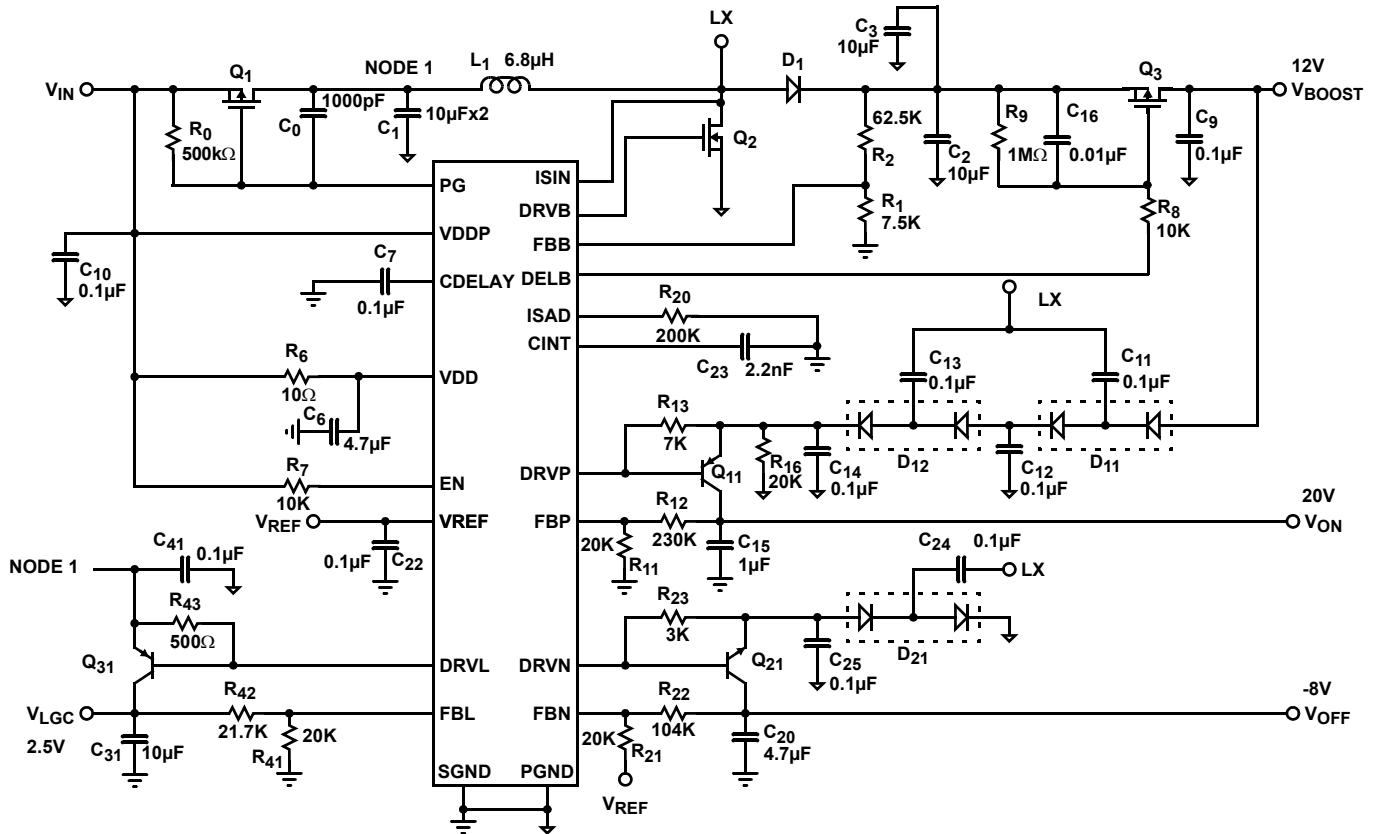 LX
C3
10µF
VIN
Q1
NODE 1
L1 6.8µH
D1
Q3
12V
VBOOST
R0
500kΩ
1000pF
C0
10µFx2
C1
Q2
62.5K
R2
C2
10µF
R9
1MΩ
C16
0.01µF
C9
0.1µF
PG
ISIN
DRVB
R1
7.5K
R8
10K
VDDP
FBB
C10
0.1µF
C7
0.1µF
CDELAY
DELB
LX
ISAD
R20
200K
CINT
C23
2.2nF
R6
10Ω
VDD
C6
4.7µF
C13
0.1µF
C11
0.1µF
R13
7K
R7
10K
EN
DRVP
Q11
R16
20K
C14
0.1µF
D12
C12
0.1µF
D11
VREF
VREF
0.1µF
C22
FBP
R12
230K
20K
R11
C15
1µF
20V
VON
NODE 1
C41
0.1µF
C24
0.1µF
LX
R43
500Ω
R23
3K
Q31
DRVL
DRVN
Q21
C25
0.1µF
D21
VLGC
2.5V
R42
21.7K
FBL
FBN
R22
104K
-8V
VOFF
C31
10µF
20K
R41
20K
R21
C20
4.7µF
SGND
PGND
VREF